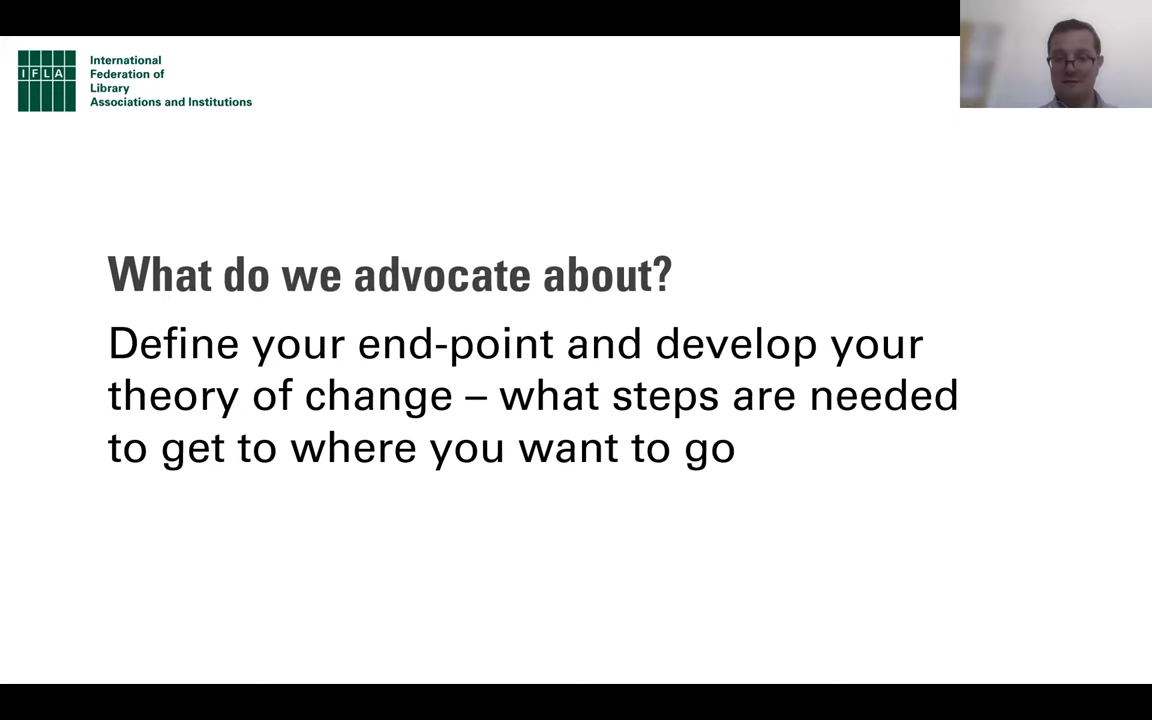 IFLA
International
Federation of
Library
Associations and Institutions
What do we advocate about?
Define your end-point and develop your
theory of change – what steps are needed
to get to where you want to go